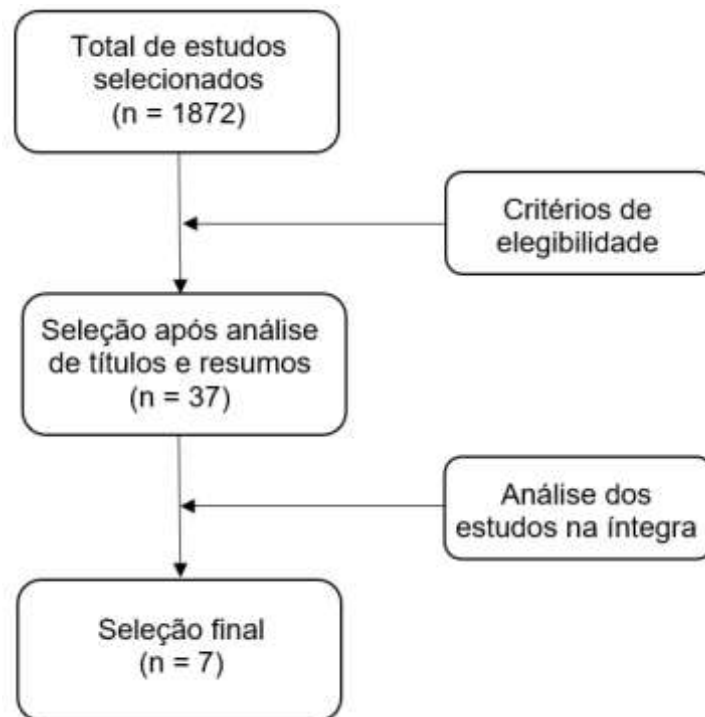 Total de estudos
selecionados
(n = 1872)
Critérios de
elegibilidade
Seleção após análise
de títulos e resumos
(n = 37)
Análise dos
estudos na íntegra
Seleção final
(n = 7)